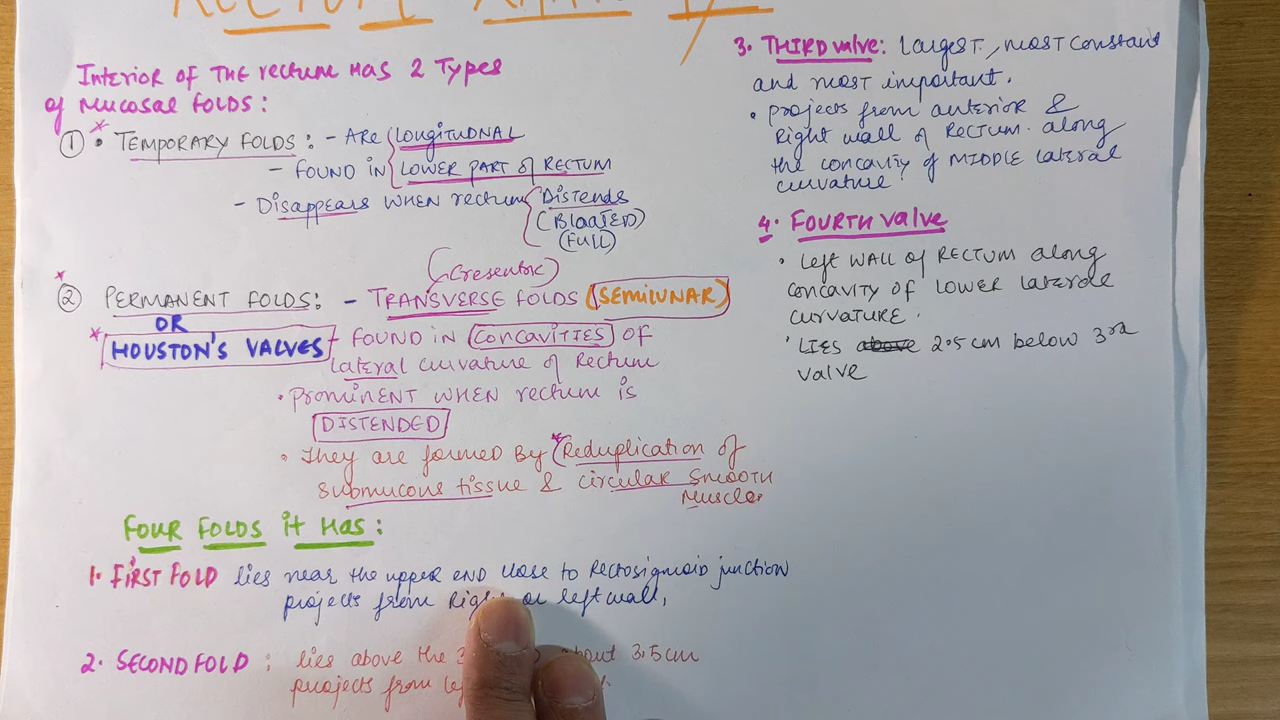 Interior of THE rectum HAS 2 Types
of Mucosal FOLDS:
① • TEMPORARY FOLDS: - ARE LONGITUDNAL
- FOUND IN LOWER PART OF RECTUM
- Disappears WHEN rectum Distends
(BloATED)
(FULL)
(Cresentric)
② PERMANENT FOLDS: - TRANSVERSE FOLDS (SEMILUNAR)
OR
HOUSTON'S VALVES - FOUND IN CONCAVITIES OF
lateral curvature of Rectum
• PROMINENT WHEN rectum is
DISTENDED
• They are formed By Reduplication of
submucous tissue & circular Smooth
Muscle.
FOUR FOLDS it HAS:
1. FIRST FOLD lies near the upper END close to Rectosigmoid junction
projects from or left wall,
2. SECOND FOLD: lies above the about 3.5cm
projects from
3. THIRD valve: largest, most constant
and most important.
• projects from anterior &
Right wall of RECTUM. along
the concavity of MIDDLE lateral
curvature.
4. FOURTH valve
• left WALL of RECTUM along
concavity of LOWER laterale
curvature.
• LIES above 2.5 cm below 3rd
valve